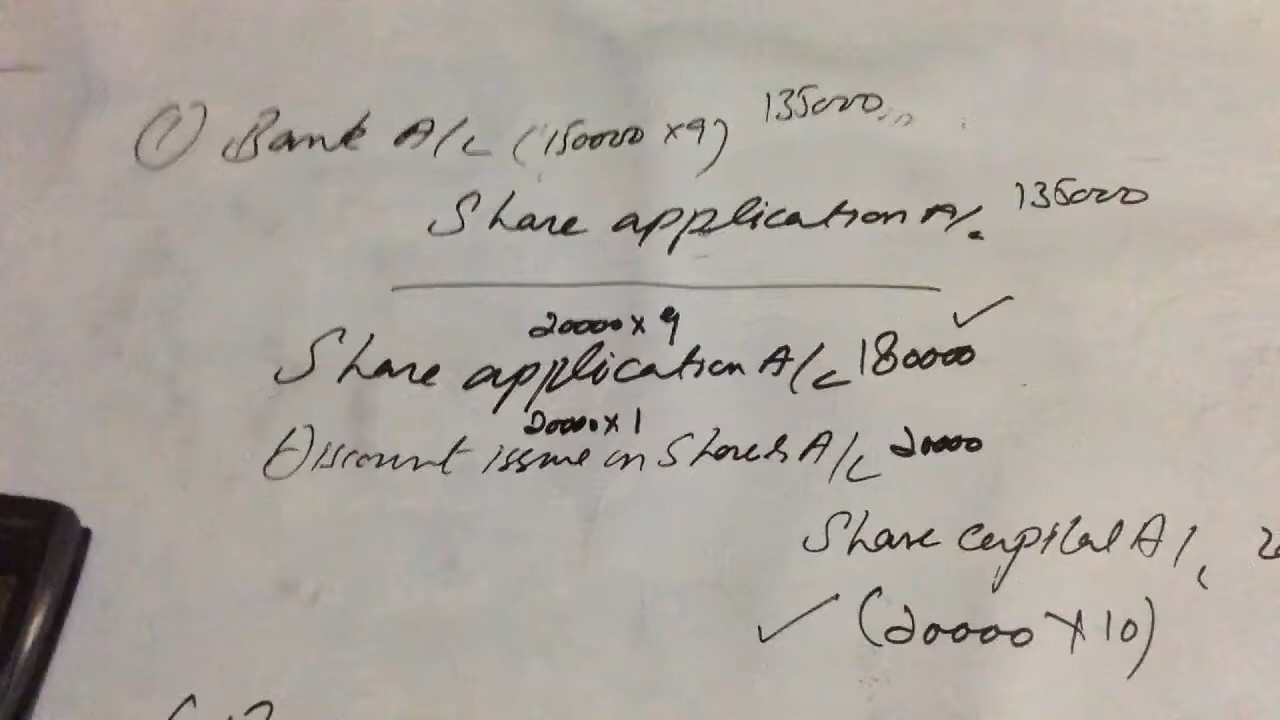 ① Bank A/c (15000 x 9) 135000
Share application A/c 135000
20000 x 9 ✓
Share application A/c 180000
20000 x 1
Discount issue on Shares A/c 20000
Share capital A/c
✓ (20000 x 10)